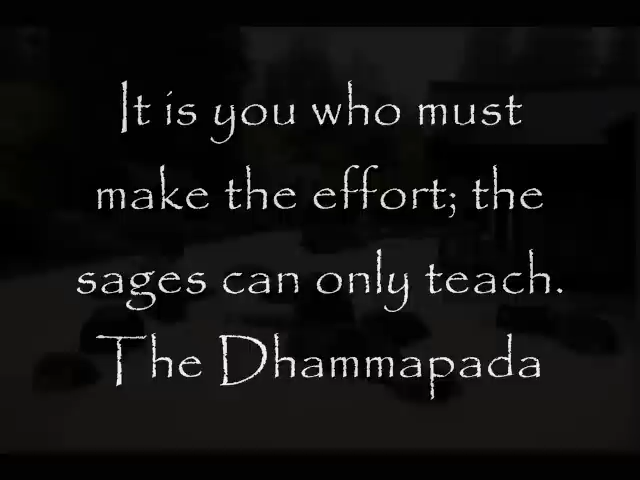 It is you who must
make the effort; the
sages can only teach.
The Dhammapada